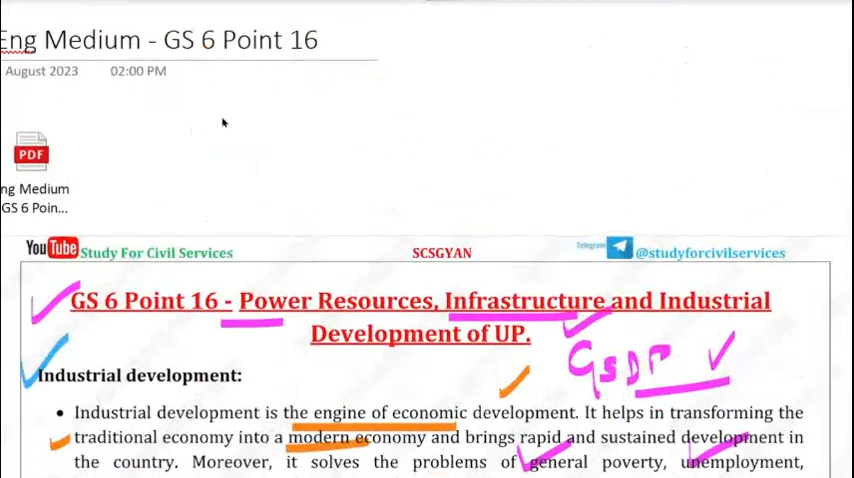 Eng Medium - GS 6 Point 16
August 2023 02:00 PM
PDF
ng Medium
GS 6 Poin...
YouTube Study For Civil Services SCSGYAN Telegram @studyforcivilservices
GS 6 Point 16 - Power Resources, Infrastructure and Industrial
Development of UP.
GSDP
Industrial development:
• Industrial development is the engine of economic development. It helps in transforming the
traditional economy into a modern economy and brings rapid and sustained development in
the country. Moreover, it solves the problems of general poverty, unemployment,